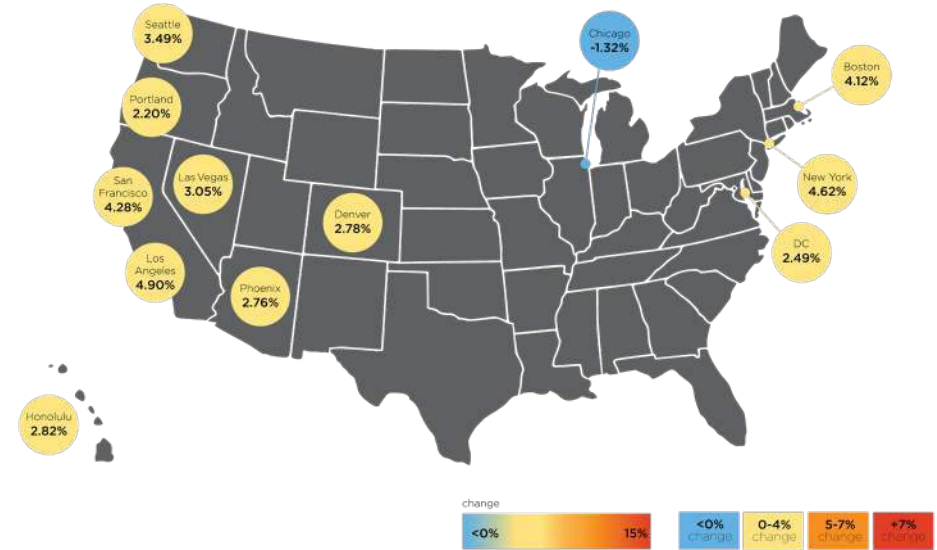 Seattle
3.49%
Chicago
-1.32%
Boston
4.12%
Portland
2.20%
San
Francisco
4.28%
Las Vegas
3.05%
Denver
2.78%
New York
4.62%
DC
2.49%
Los
Angeles
4.90%
Phoenix
2.76%
Honolulu
2.82%
change
<0%
15%
<0%
change
0-4%
change
5-7%
change
+7%
change